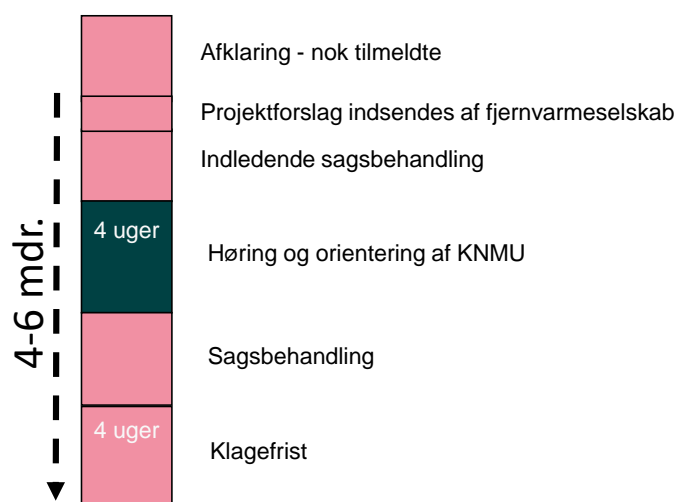 Afklaring - nok tilmeldte
Projektforslag indsendes af fjernvarmeselskab
Indledende sagsbehandling
4 uger
Høring og orientering af KNMU
4-6 mdr.
Sagsbehandling
4 uger
Klagefrist